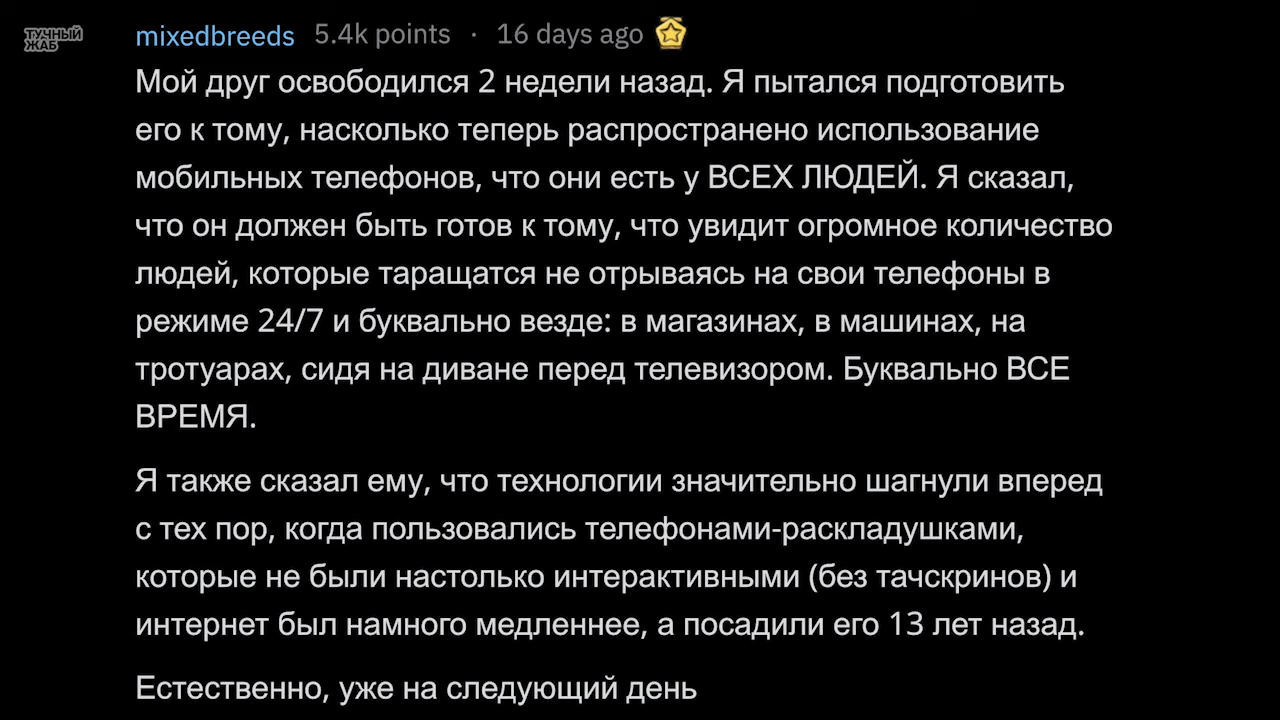 ТУЧНЫЙ
ЖАБ
mixedbreeds 5.4k points · 16 days ago
Мой друг освободился 2 недели назад. Я пытался подготовить
его к тому, насколько теперь распространено использование
мобильных телефонов, что они есть у ВСЕХ ЛЮДЕЙ. Я сказал,
что он должен быть готов к тому, что увидит огромное количество
людей, которые таращатся не отрываясь на свои телефоны в
режиме 24/7 и буквально везде: в магазинах, в машинах, на
тротуарах, сидя на диване перед телевизором. Буквально ВСЕ
ВРЕМЯ.
Я также сказал ему, что технологии значительно шагнули вперед
с тех пор, когда пользовались телефонами-раскладушками,
которые не были настолько интерактивными (без тачскринов) и
интернет был намного медленнее, а посадили его 13 лет назад.
Естественно, уже на следующий день